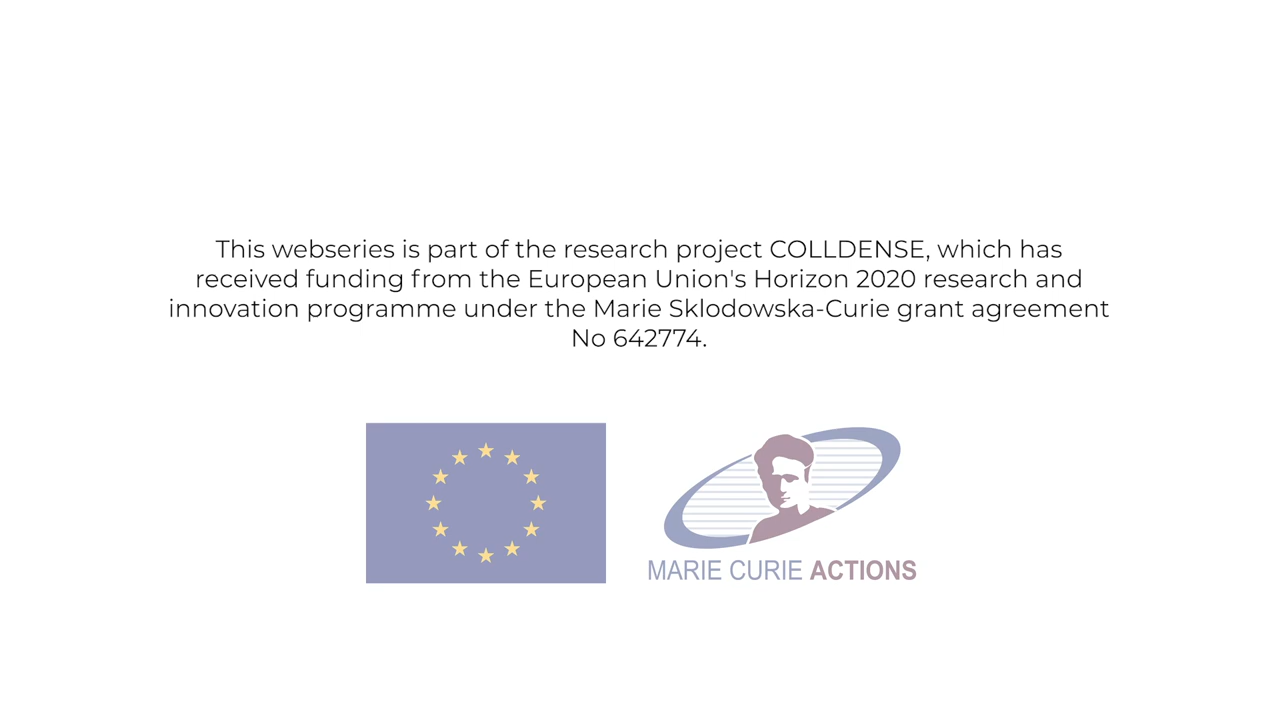 This webseries is part of the research project COLLDENSE, which has
received funding from the European Union's Horizon 2020 research and
innovation programme under the Marie Sklodowska-Curie grant agreement
No 642774.
MARIE CURIE ACTIONS